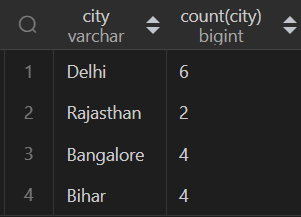 city count(city)
varchar bigint
1 Delhi 6
2 Rajasthan 2
3 Bangalore 4
4 Bihar 4